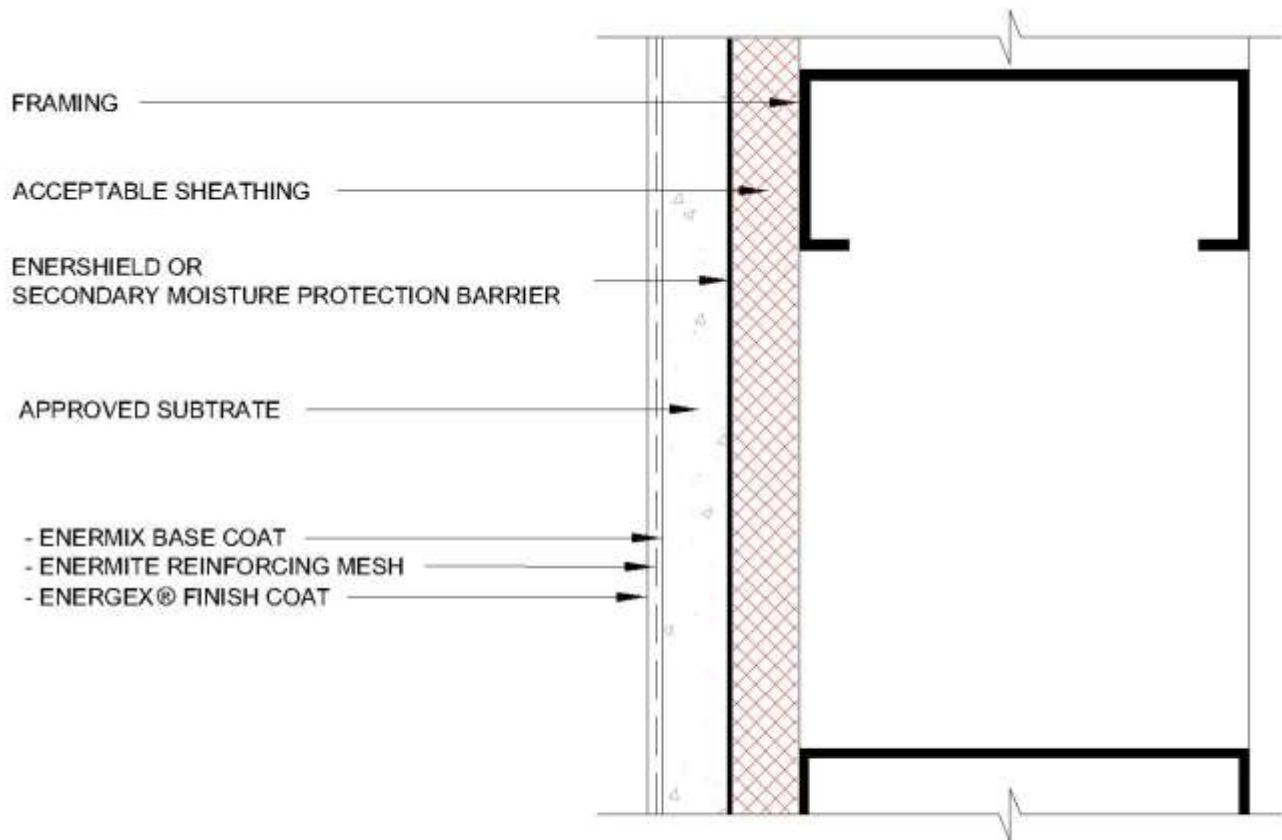 FRAMING
ACCEPTABLE SHEATHING
ENERSHIELD OR
SECONDARY MOISTURE PROTECTION BARRIER
APPROVED SUBTRATE
- ENERMIX BASE COAT
- ENERMITE REINFORCING MESH
- ENERGEX® FINISH COAT